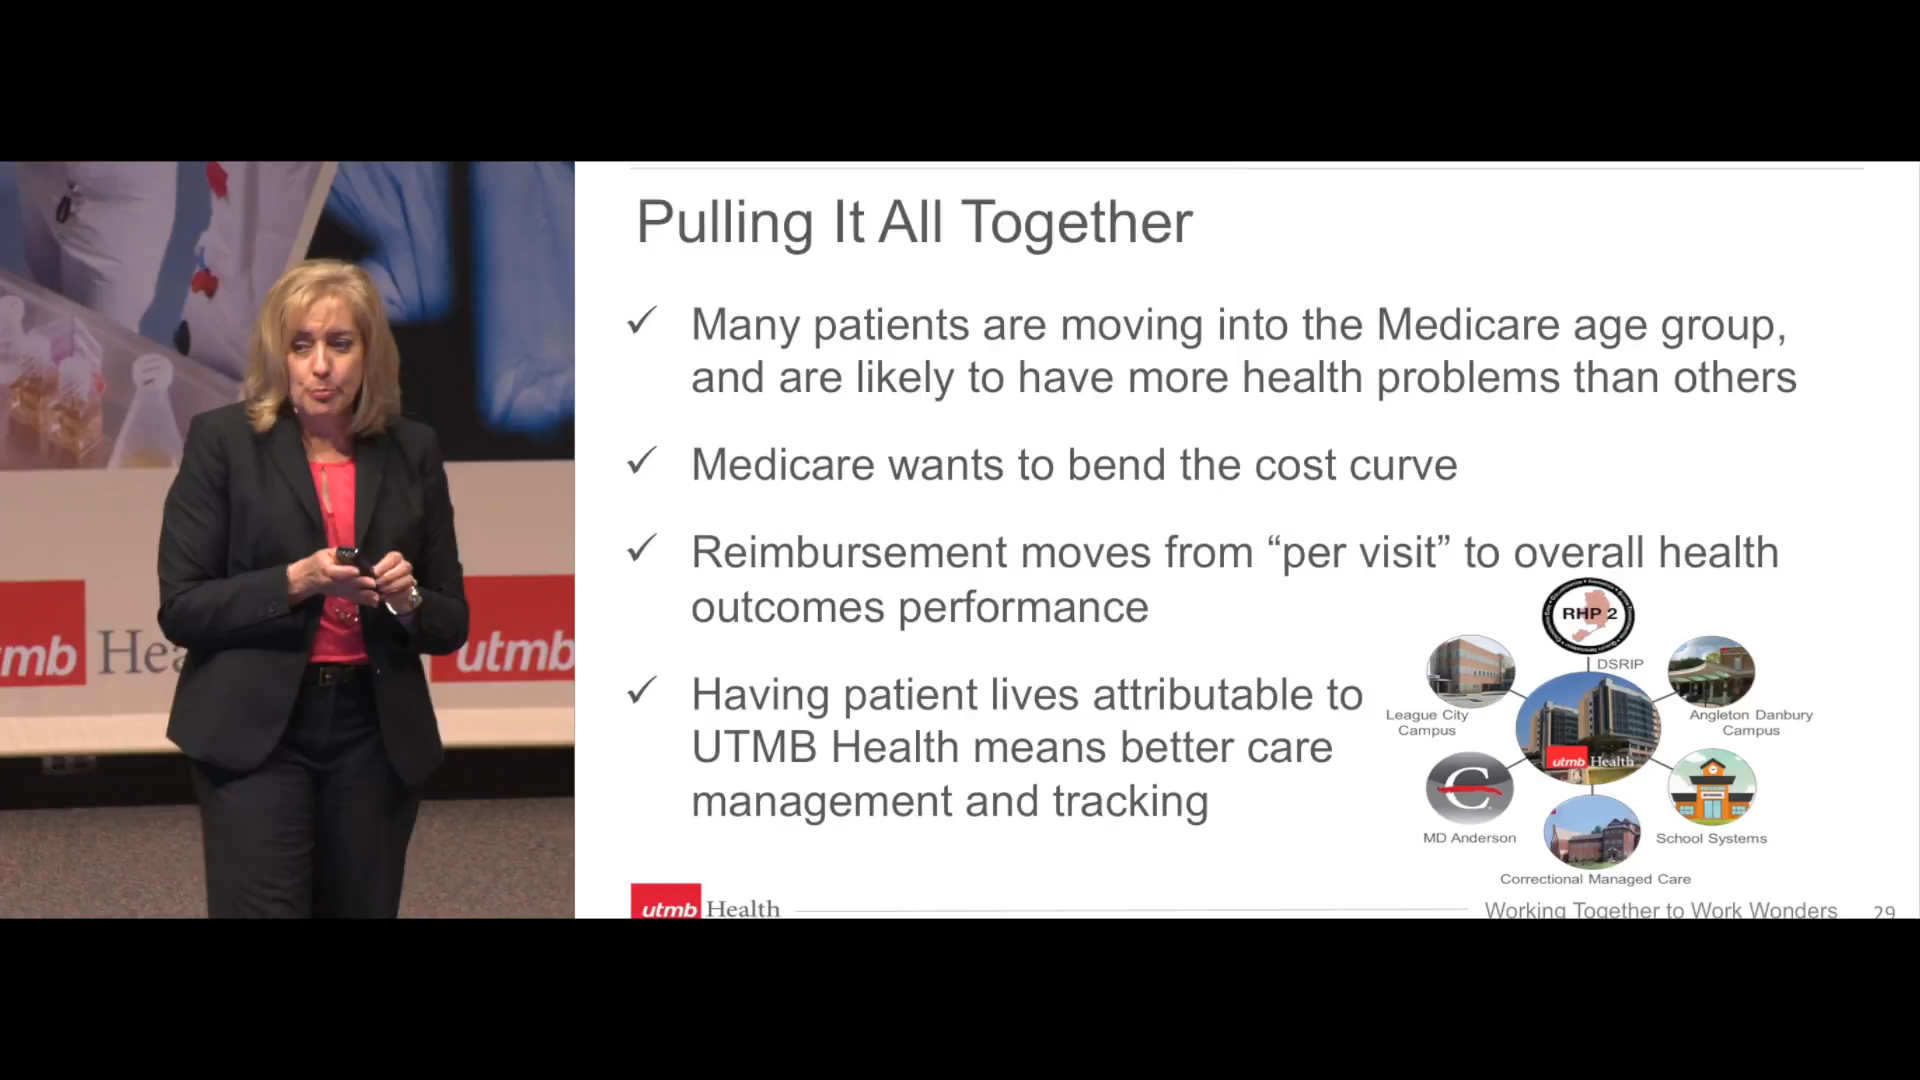 Pulling It All Together
✓ Many patients are moving into the Medicare age group,
and are likely to have more health problems than others
✓ Medicare wants to bend the cost curve
✓ Reimbursement moves from “per visit” to overall health
outcomes performance
✓ Having patient lives attributable to
UTMB Health means better care
management and tracking
RHP 2
DSRIP
League City
Campus
Angleton Danbury
Campus
utmb Health
MD Anderson
School Systems
Correctional Managed Care
utmb Health
Working Together to Work Wonders
29
mb Hea
utmb